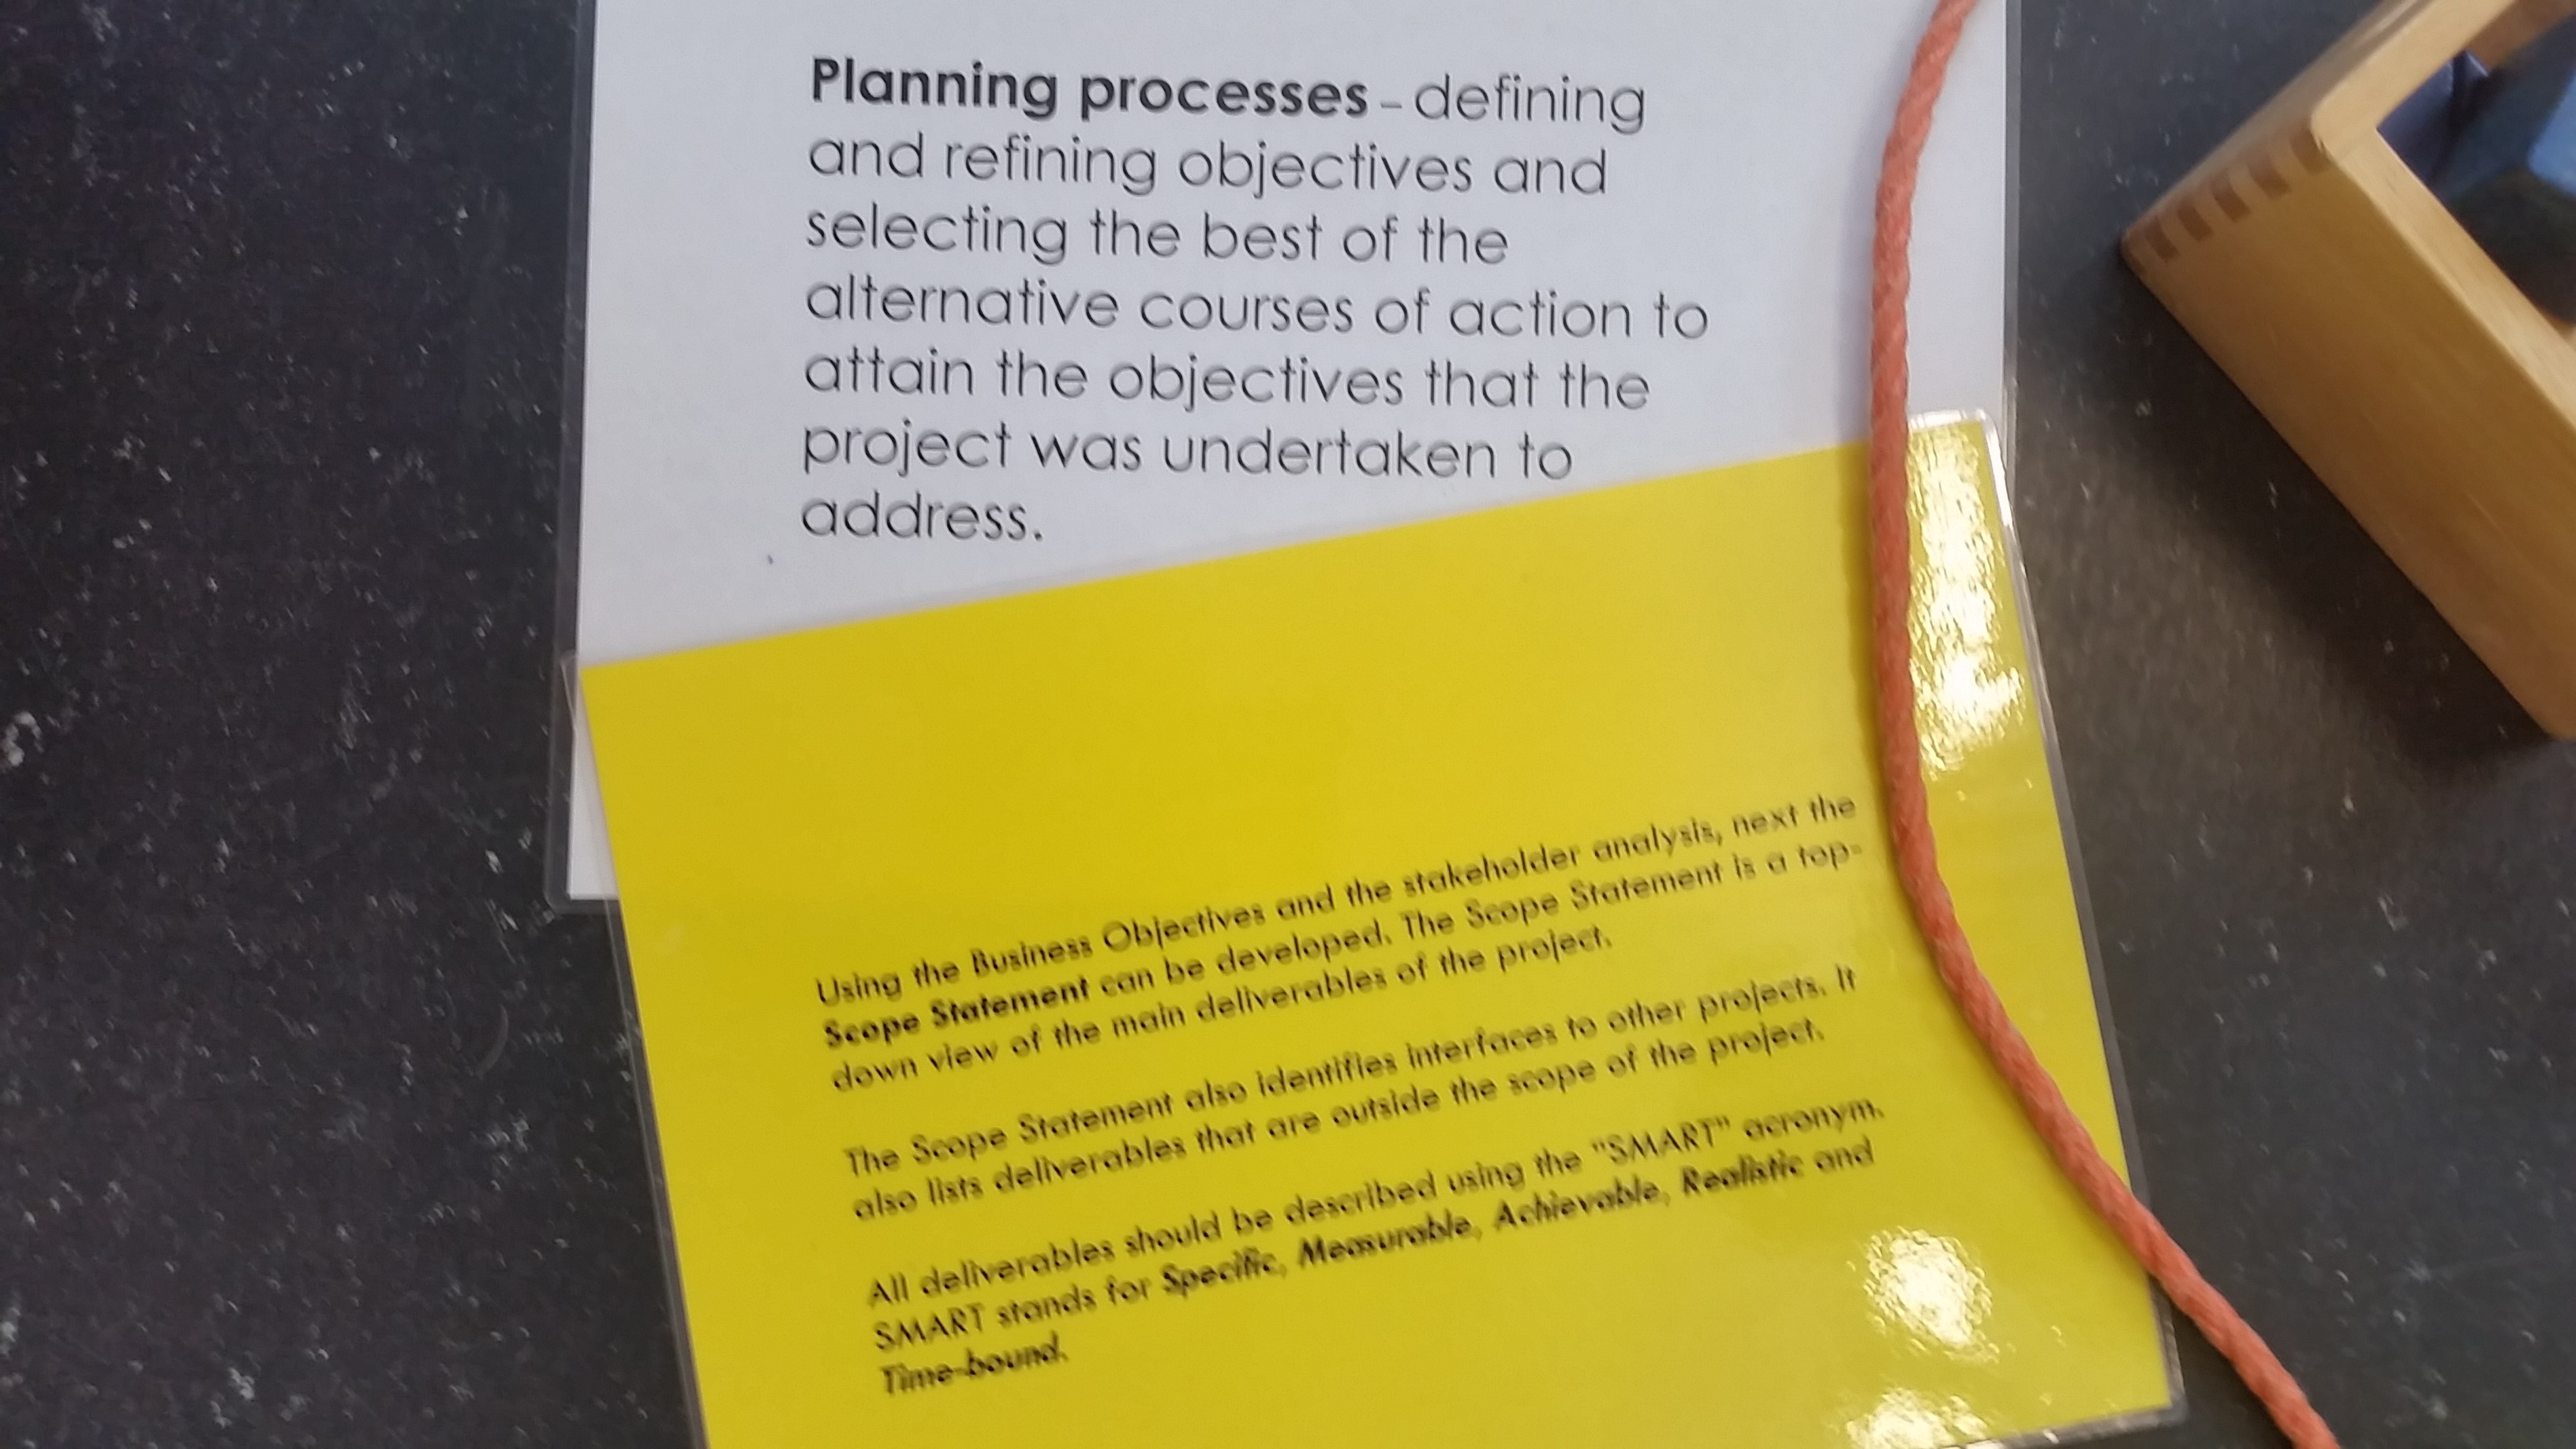 Planning processes – defining
and refining objectives and
selecting the best of the
alternative courses of action to
attain the objectives that the
project was undertaken to
address.
Using the Business Objectives and the stakeholder analysis, next the
Scope Statement can be developed. The Scope Statement is a top-
down view of the main deliverables of the project.
The Scope Statement also identifies interfaces to other projects. It
also lists deliverables that are outside the scope of the project.
All deliverables should be described using the "SMART" acronym.
SMART stands for Specific, Measurable, Achievable, Realistic and
Time-bound.